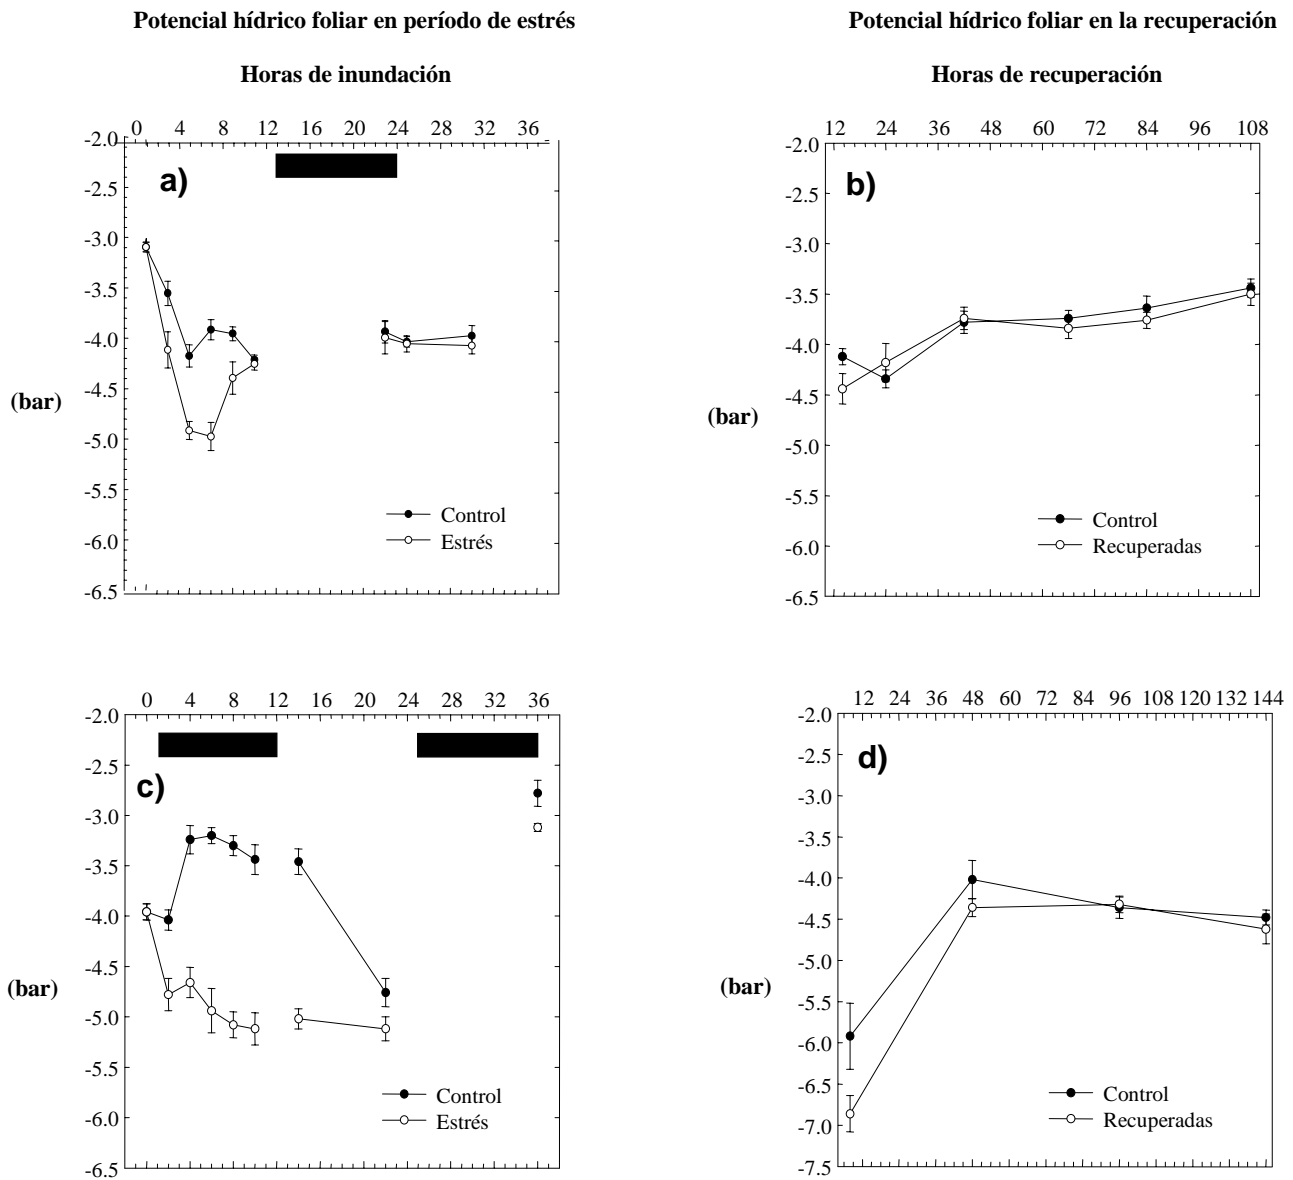 Potencial hídrico foliar en período de estrés
Horas de inundación
0 4 8 12 16 20 24 28 32 36
-2.0
-2.5
-3.0
-3.5
-4.0
-4.5
-5.0
-5.5
-6.0
-6.5
(bar)
a)
Control
Estrés
Potencial hídrico foliar en la recuperación
Horas de recuperación
12 24 36 48 60 72 84 96 108
-2.0
-2.5
-3.0
-3.5
-4.0
-4.5
-5.0
-5.5
-6.0
-6.5
(bar)
b)
Control
Recuperadas
0 4 8 12 16 20 24 28 32 36
-2.0
-2.5
-3.0
-3.5
-4.0
-4.5
-5.0
-5.5
-6.0
-6.5
(bar)
c)
Control
Estrés
12 24 36 48 60 72 84 96 108 120 132 144
-2.0
-2.5
-3.0
-3.5
-4.0
-4.5
-5.0
-5.5
-6.0
-6.5
-7.0
-7.5
(bar)
d)
Control
Recuperadas